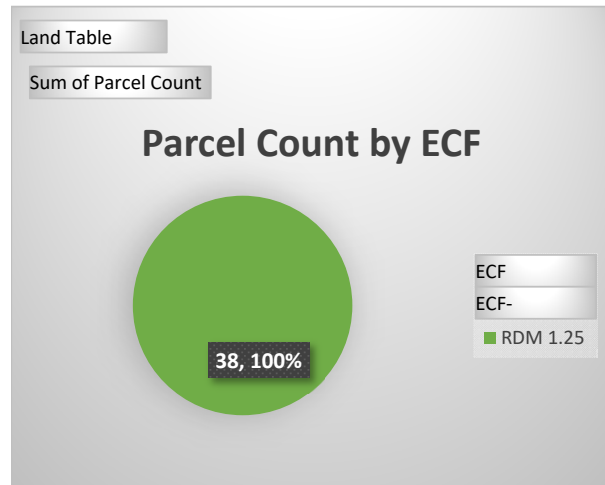 Land Table
Sum of Parcel Count
Parcel Count by ECF
ECF
ECF-
RDM 1.25
38, 100%